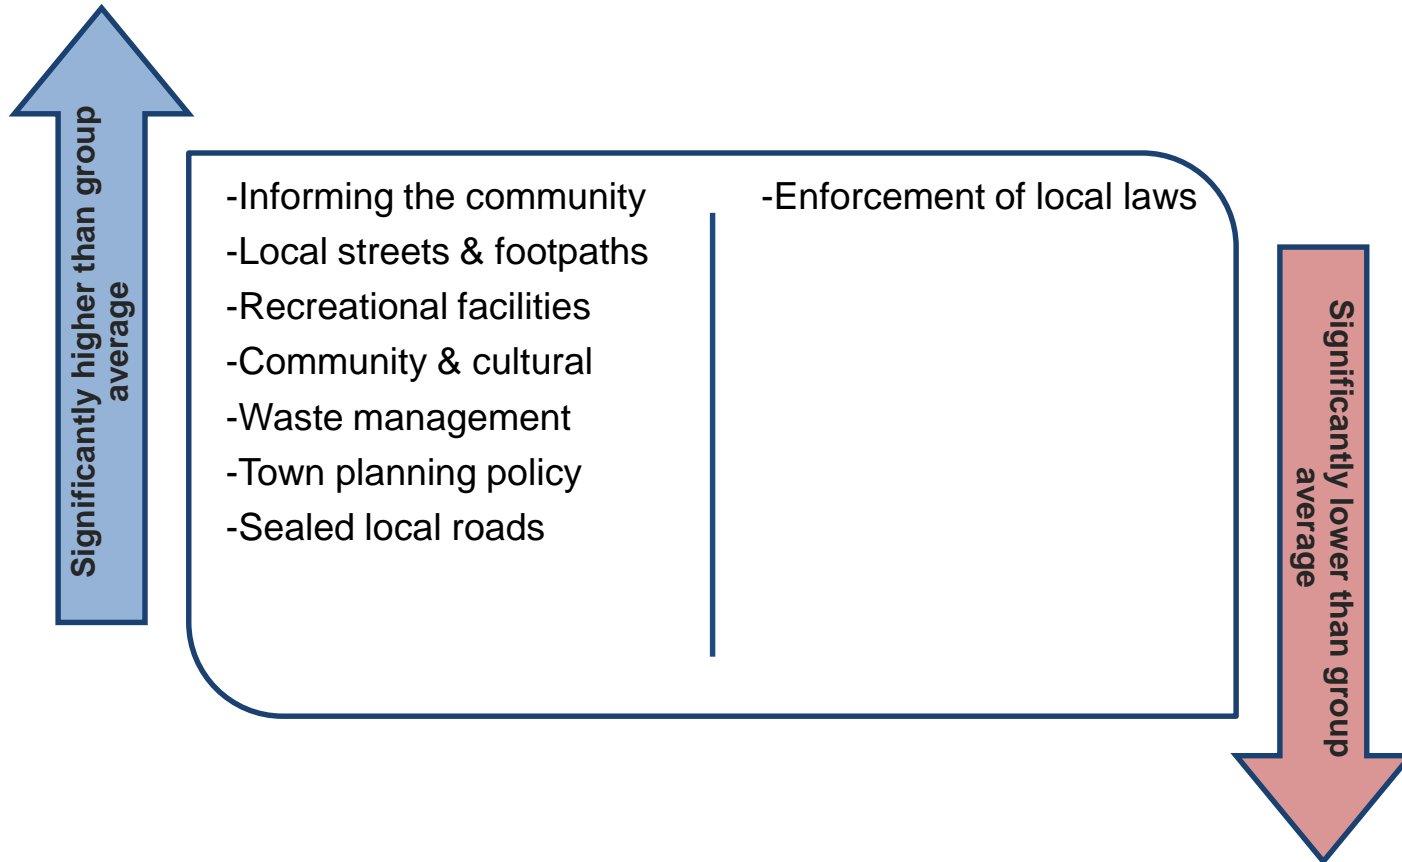 Significantly higher than group
average
-Informing the community
-Local streets & footpaths
-Recreational facilities
-Community & cultural
-Waste management
-Town planning policy
-Sealed local roads
-Enforcement of local laws
Significantly lower than group
average